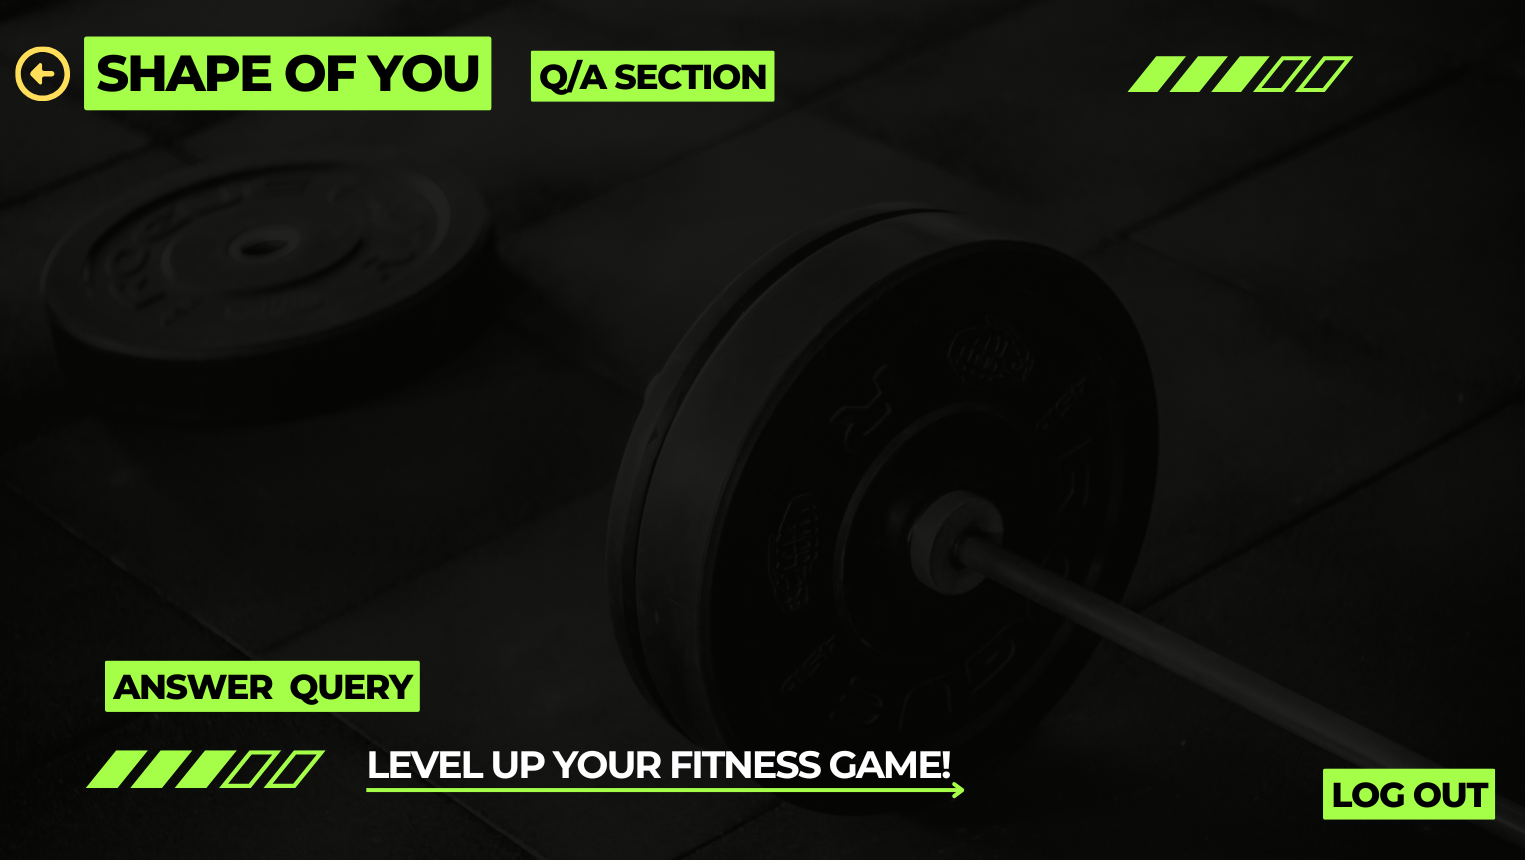 SHAPE OF YOU
Q/A SECTION
ANSWER QUERY
LEVEL UP YOUR FITNESS GAME!
LOG OUT